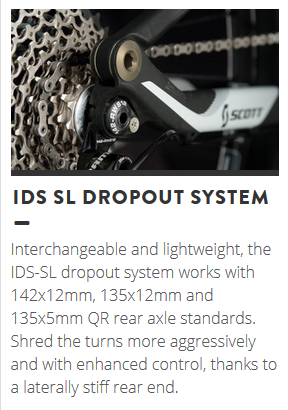 SCOTT
IDS SL DROPOUT SYSTEM
Interchangeable and lightweight, the
IDS-SL dropout system works with
142x12mm, 135x12mm and
135x5mm QR rear axle standards.
Shred the turns more aggressively
and with enhanced control, thanks to
a laterally stiff rear end.